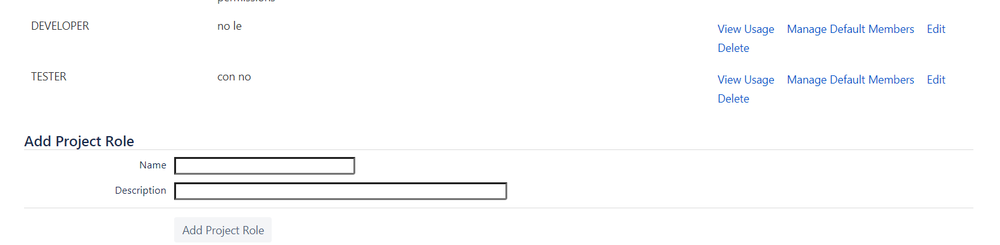 permissions
DEVELOPER no le View Usage Manage Default Members Edit
Delete
TESTER con no View Usage Manage Default Members Edit
Delete
Add Project Role
Name
Description
Add Project Role